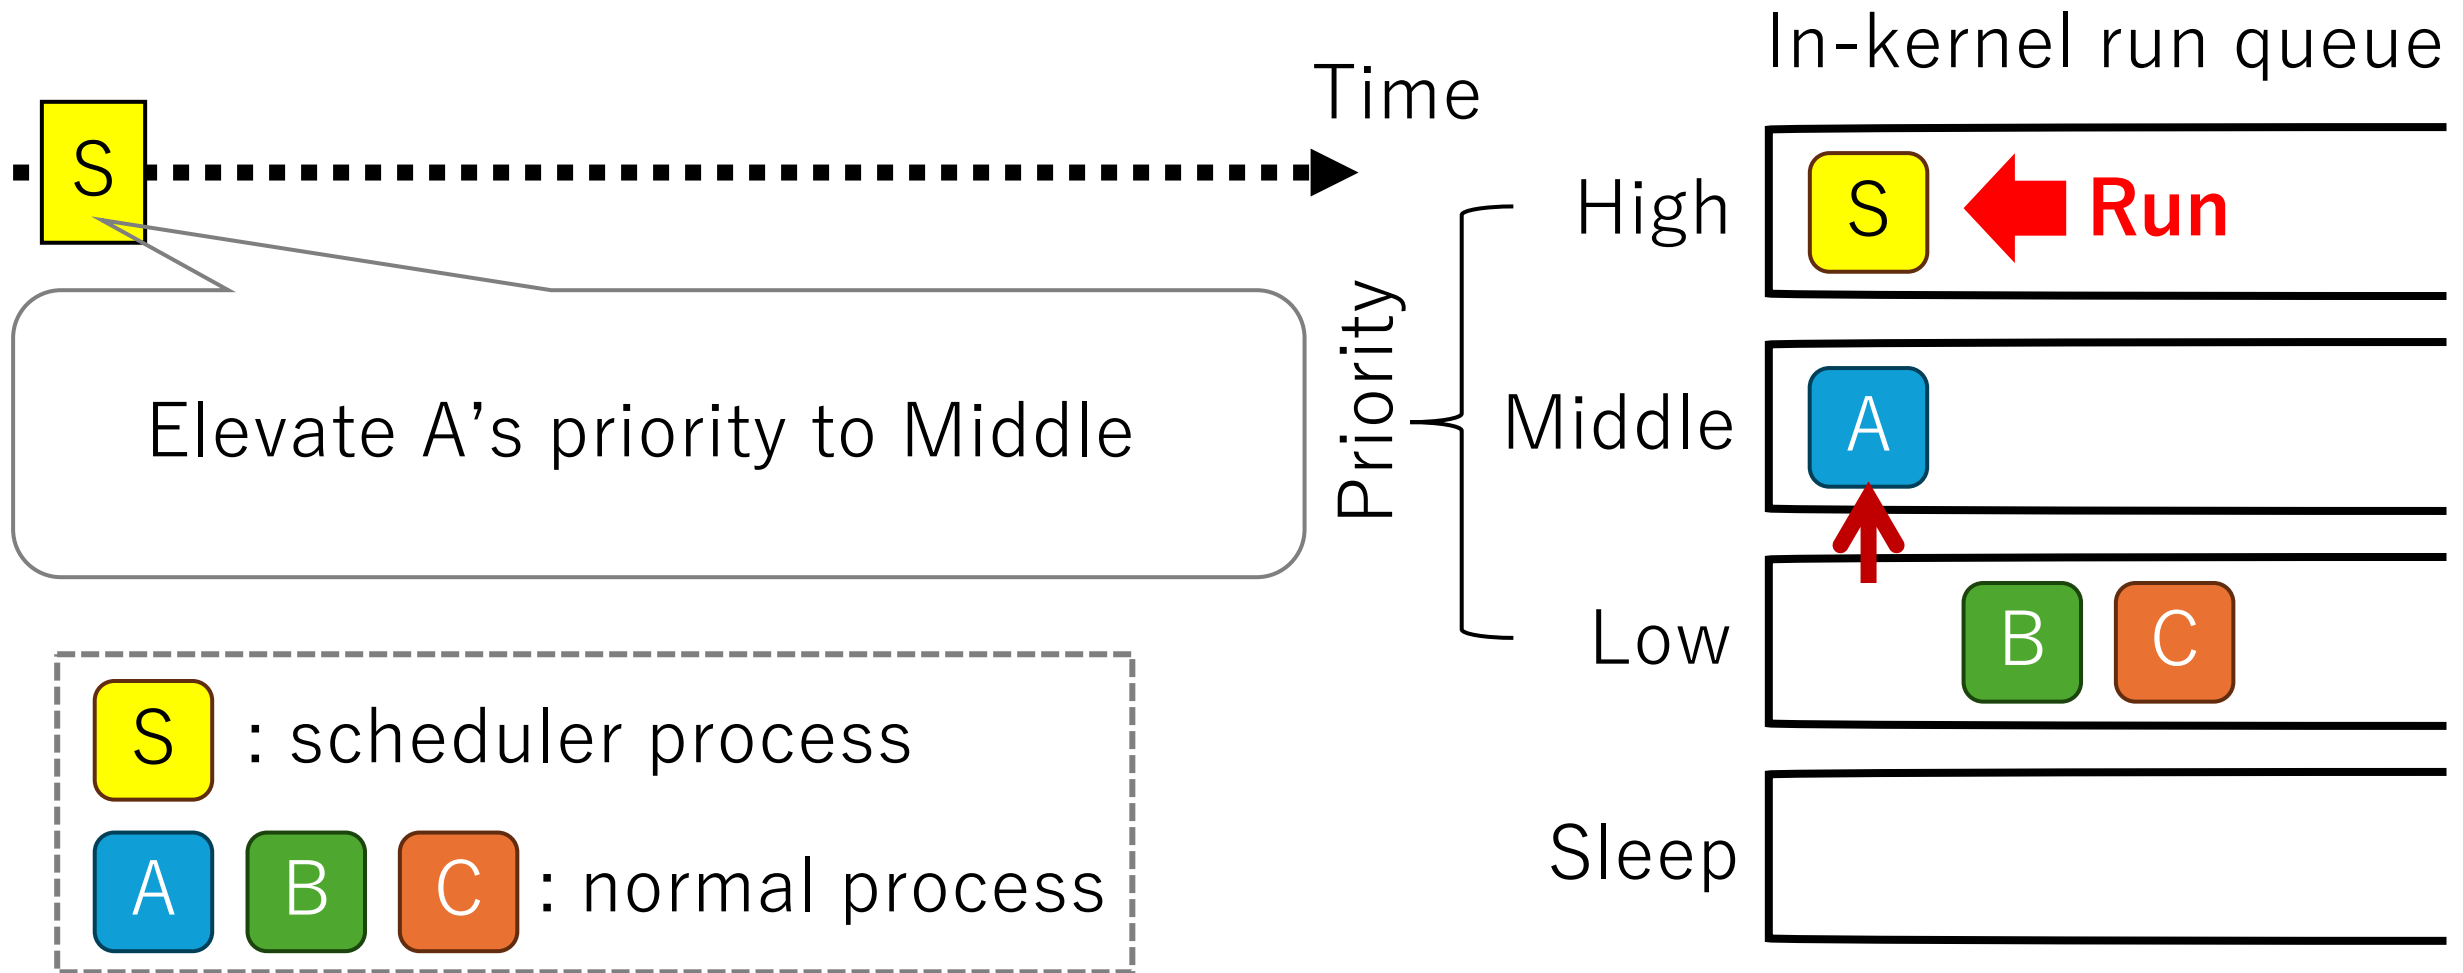 In-kernel run queue
Time
S
High
S
Run
Priority
Elevate A's priority to Middle
Middle
A
Low
B
C
S : scheduler process
A B C : normal process
Sleep